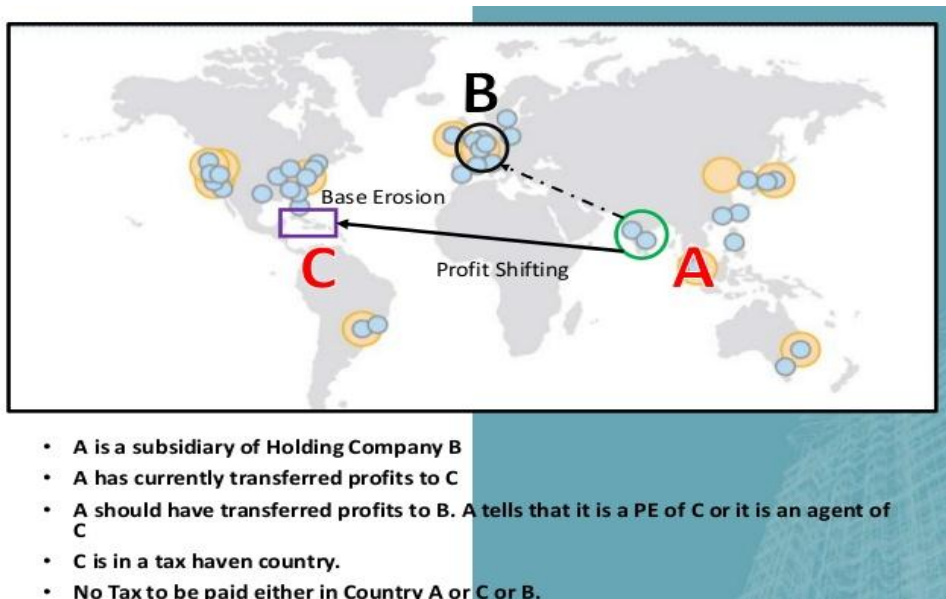 B
Base Erosion
C
Profit Shifting
A
• A is a subsidiary of Holding Company B
• A has currently transferred profits to C
• A should have transferred profits to B. A tells that it is a PE of C or it is an agent of
C
• C is in a tax haven country.
• No Tax to be paid either in Country A or C or B.